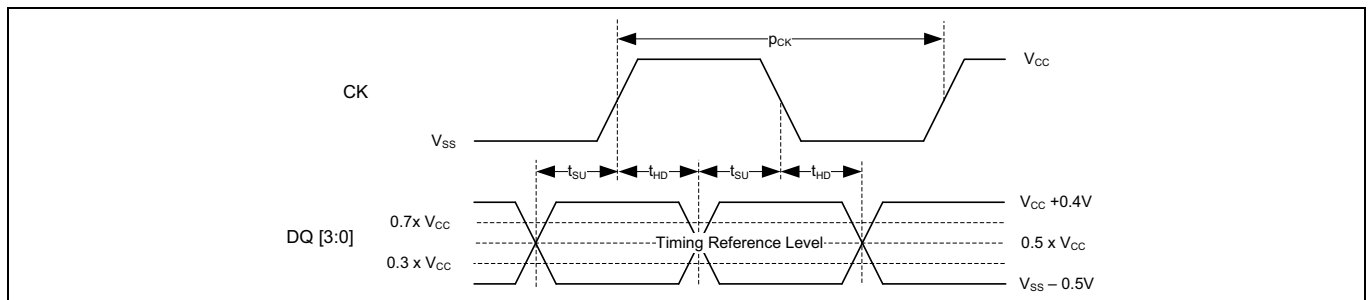 pCK
VCC
CK
VSS
tSU tHD tSU tHD
VCC +0.4V
0.7x VCC
DQ [3:0] Timing Reference Level 0.5 x VCC
0.3 x VCC
VSS – 0.5V